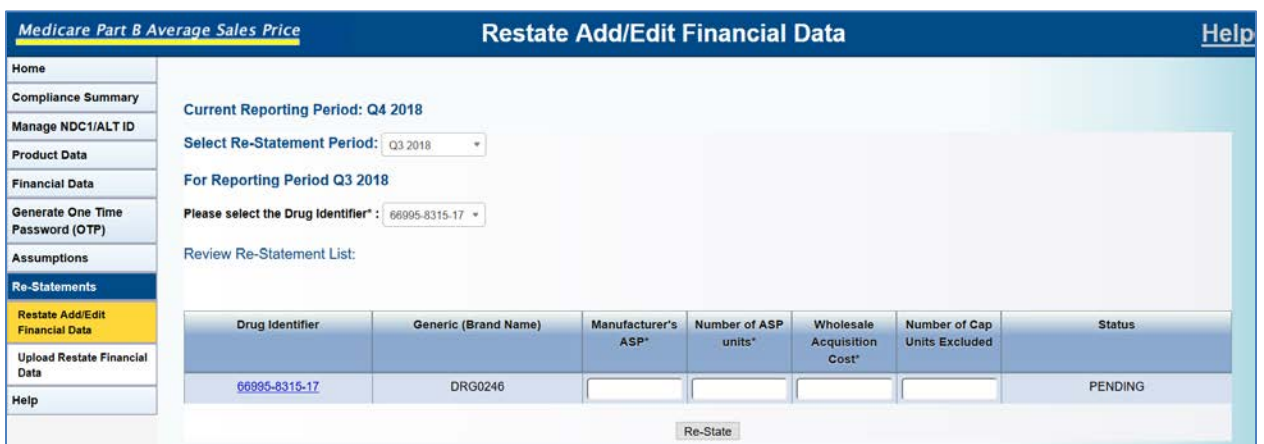 Medicare Part B Average Sales Price
Restate Add/Edit Financial Data
Help
Home
Compliance Summary
Manage NDC1/ALT ID
Product Data
Financial Data
Generate One Time
Password (OTP)
Assumptions
Re-Statements
Restate Add/Edit
Financial Data
Upload Restate Financial
Data
Help
Current Reporting Period: Q4 2018
Select Re-Statement Period: Q3 2018
For Reporting Period Q3 2018
Please select the Drug Identifier* : 66995-8315-17
Review Re-Statement List:
Drug Identifier
Generic (Brand Name)
Manufacturer's
ASP*
Number of ASP
units*
Wholesale
Acquisition
Cost*
Number of Cap
Units Excluded
Status
66995-8315-17
DRG0246
PENDING
Re-State